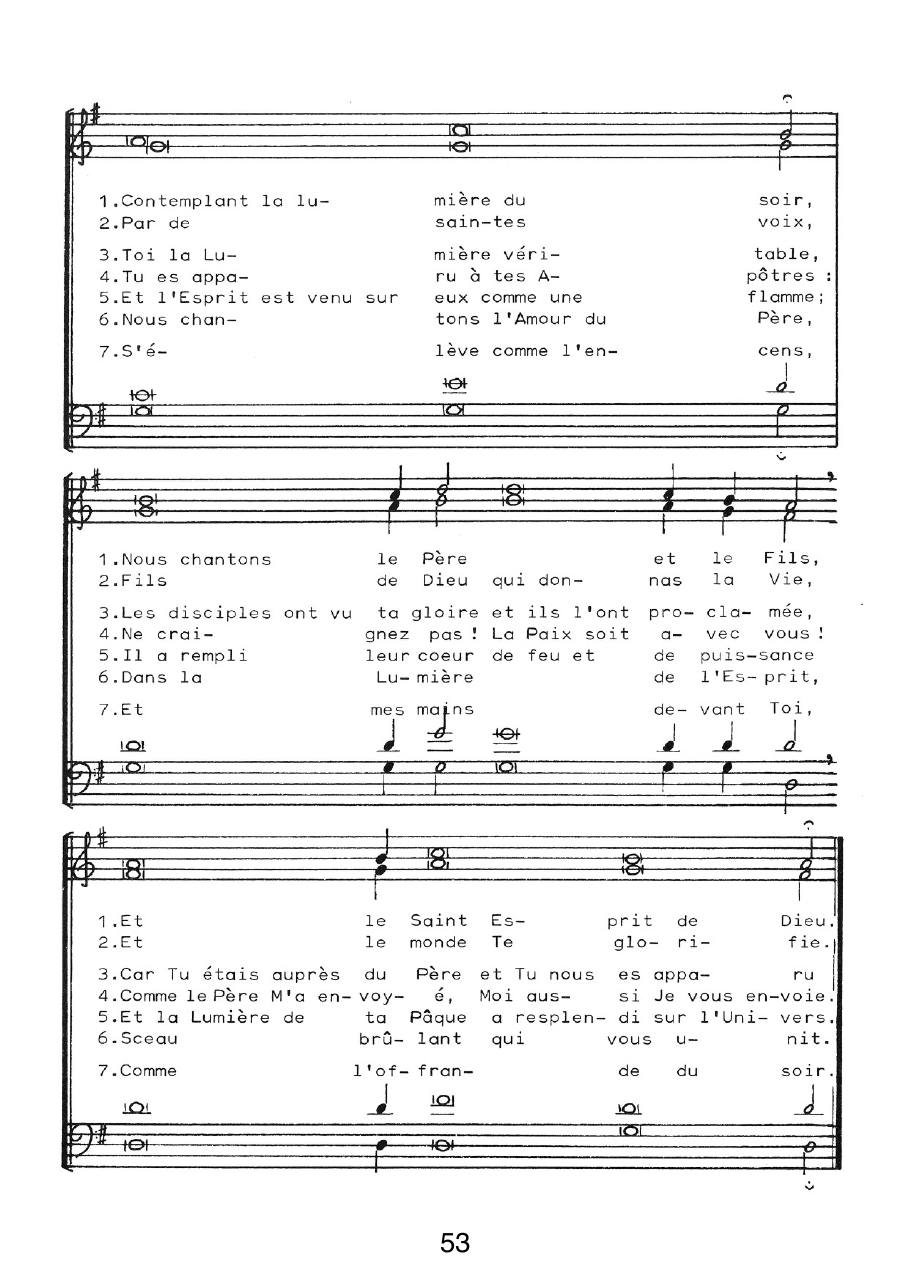 1.Contemplant la lu- mière du soir,
2.Par de sain-tes voix,
3.Toi la Lu- mière véri- table,
4.Tu es appa- ru à tes A- pôtres :
5.Et l'Esprit est venu sur eux comme une flamme;
6.Nous chan- tons l'Amour du Père,
7.S'é- lève comme l'en- cens,
1.Nous chantons le Père et le Fils,
2.Fils de Dieu qui don- nas la Vie,
3.Les disciples ont vu ta gloire et ils l'ont pro- cla- mée,
4.Ne crai- gnez pas ! La Paix soit a- vec vous !
5.Il a rempli leur coeur de feu et de puis-sance
6.Dans la Lu- mière de l'Es- prit,
7.Et mes mains de- vant Toi,
1.Et le Saint Es- prit de Dieu.
2.Et le monde Te glo- ri- fie.
3.Car Tu étais auprès du Père et Tu nous es appa- ru
4.Comme le Père M'a en- voy- é, Moi aus- si Je vous en-voie.
5.Et la Lumière de ta Pâque a resplen- di sur l'Uni- vers.
6.Sceau brû- lant qui vous u- nit.
7.Comme l'of- fran- de du soir.
53